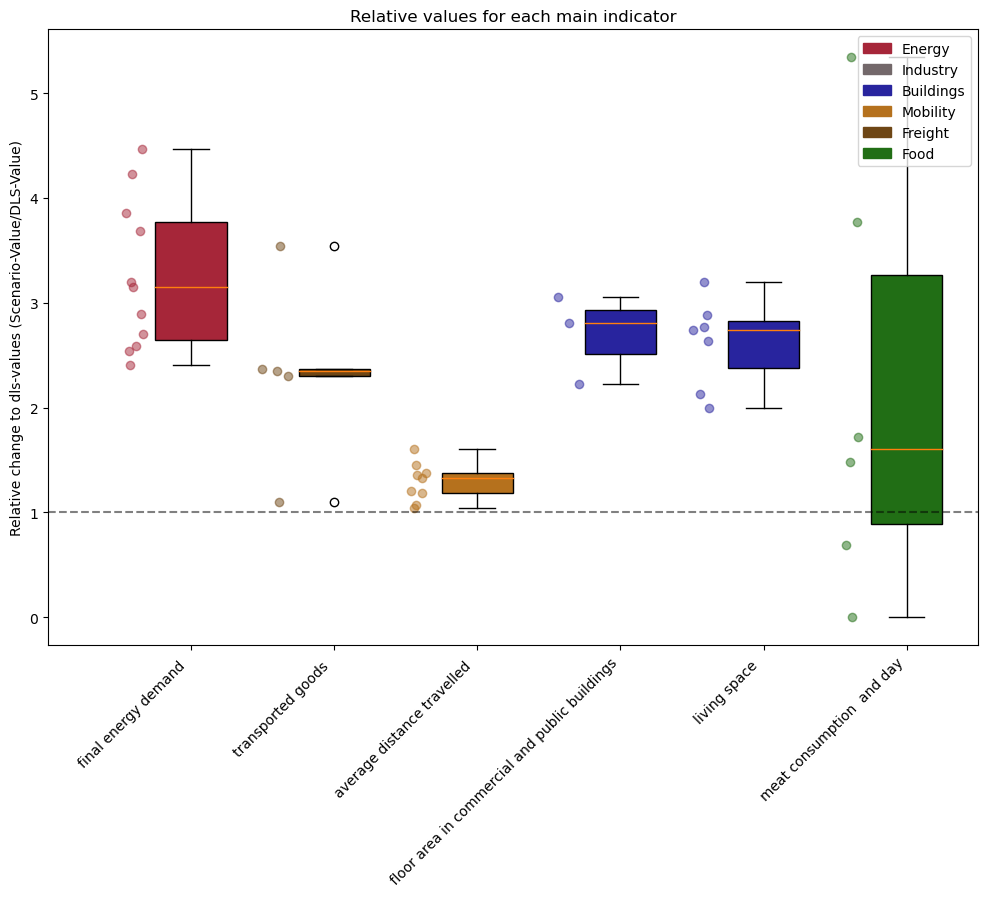 Relative values for each main indicator
Relative change to dls-values (Scenario-Value/DLS-Value)
5
4
3
2
1
0
Energy
Industry
Buildings
Mobility
Freight
Food
final energy demand
transported goods
average distance travelled
floor area in commercial and public buildings
living space
meat consumption  and day